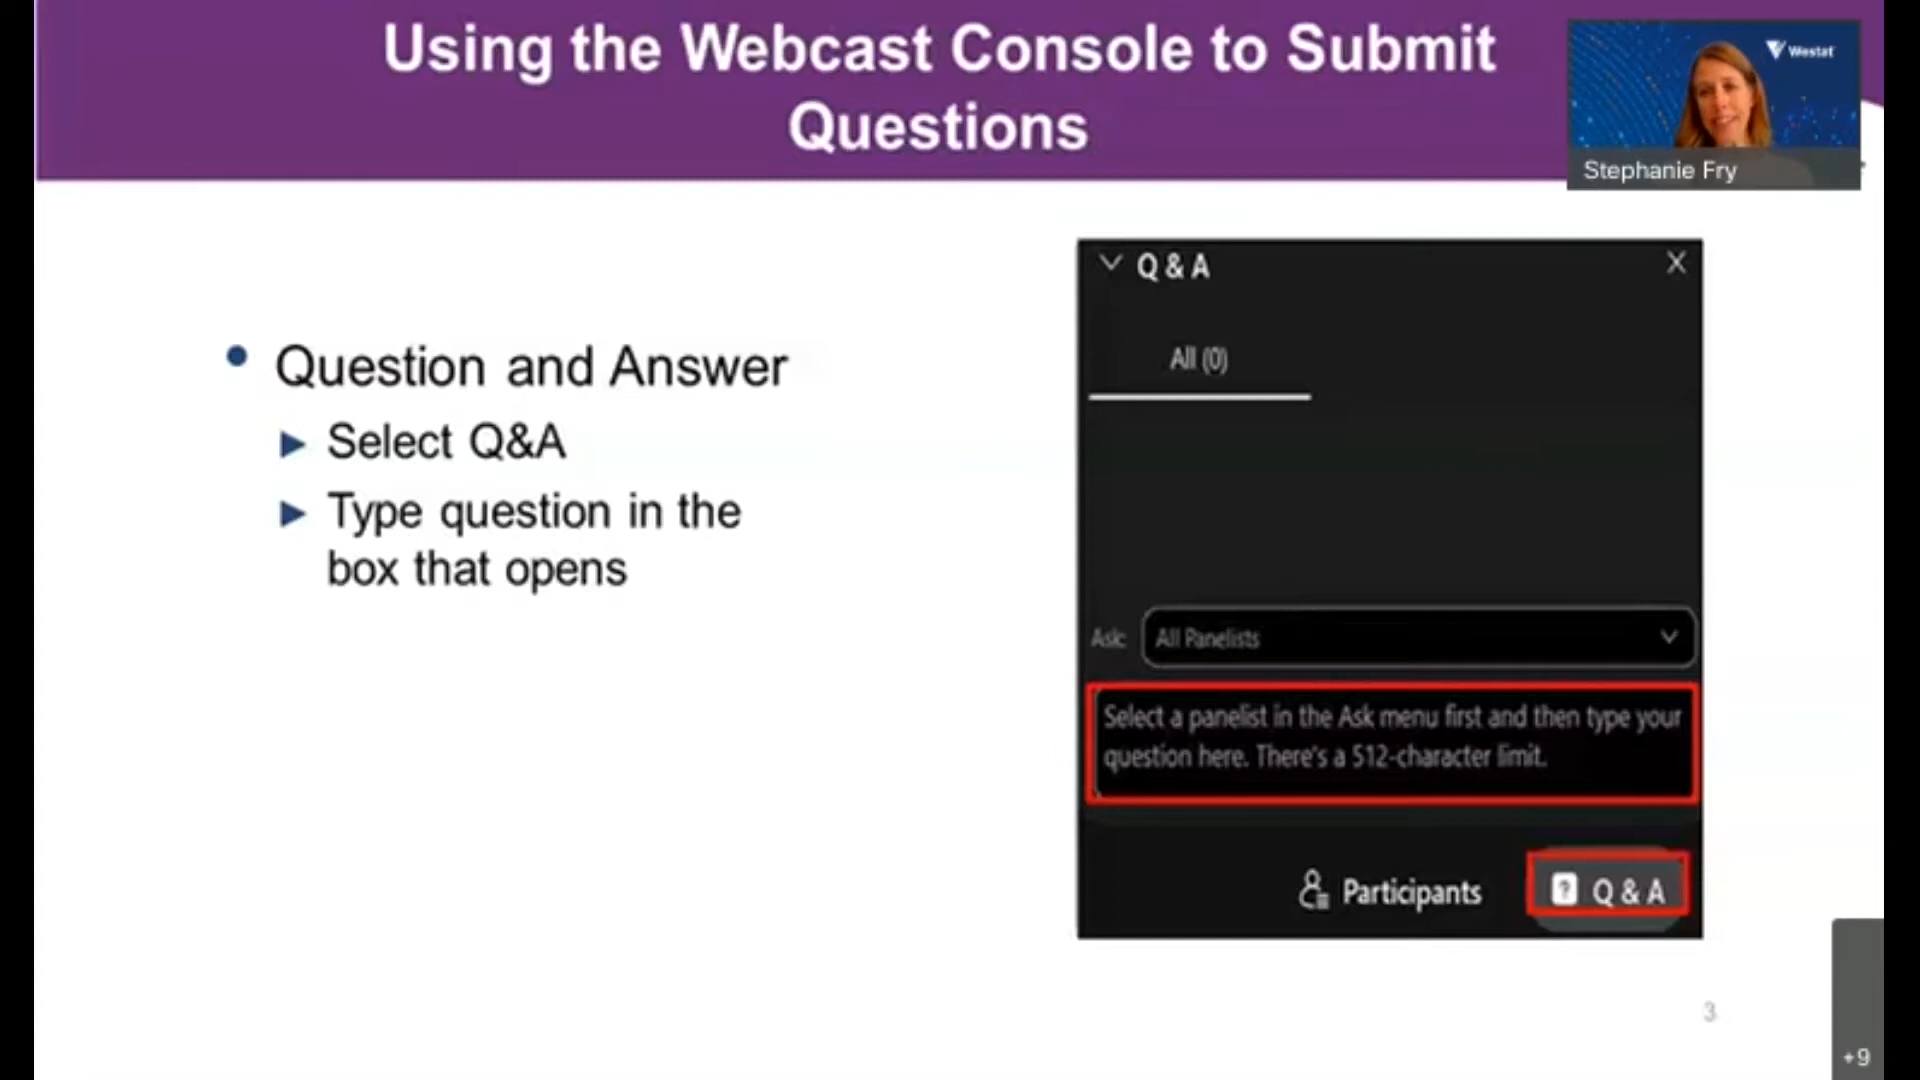 Using the Webcast Console to Submit
Questions
Westat
Stephanie Fry
• Question and Answer
► Select Q&A
► Type question in the
box that opens
Q & A
X
All (0)
Ask:
All Panelists
Select a panelist in the Ask menu first and then type your
question here. There's a 512-character limit.
Participants
? Q & A
3
+9